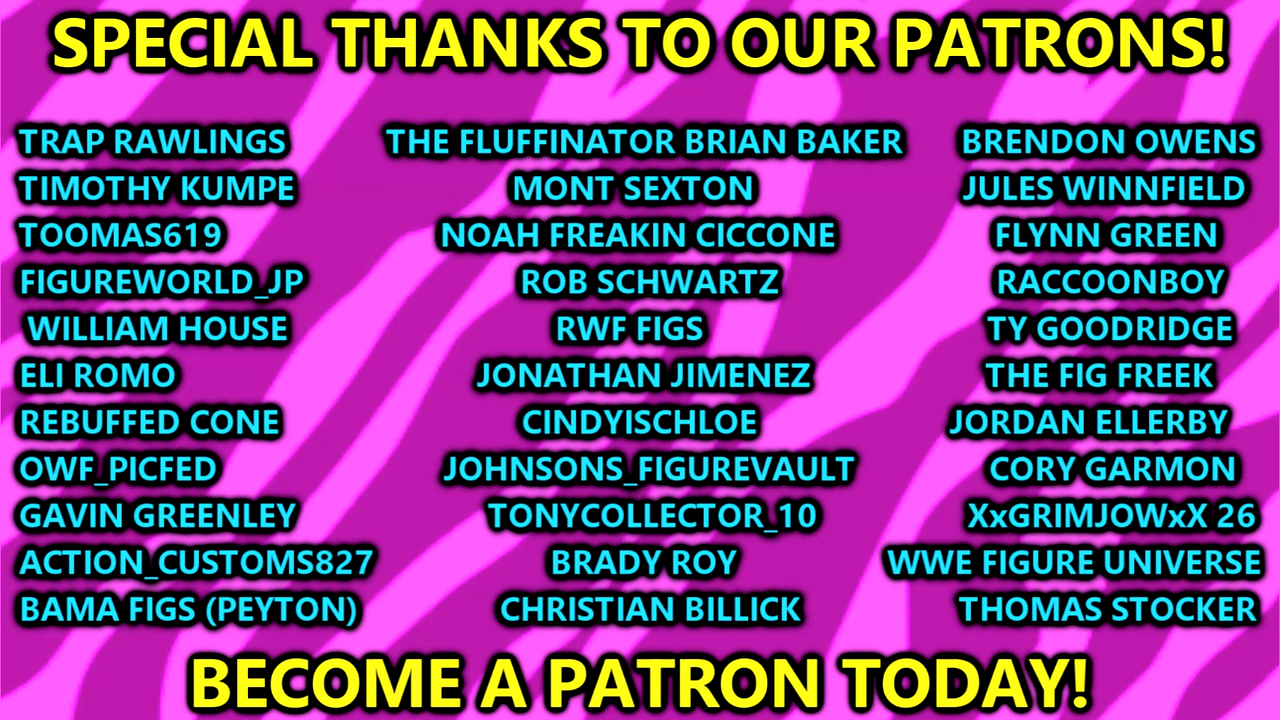 SPECIAL THANKS TO OUR PATRONS!
TRAP RAWLINGS
TIMOTHY KUMPE
TOOMAS619
FIGUREWORLD_JP
WILLIAM HOUSE
ELI ROMO
REBUFFED CONE
OWF_PICFED
GAVIN GREENLEY
ACTION_CUSTOMS827
BAMA FIGS (PEYTON)
THE FLUFFINATOR BRIAN BAKER
MONT SEXTON
NOAH FREAKIN CICCONE
ROB SCHWARTZ
RWF FIGS
JONATHAN JIMENEZ
CINDYISCHLOE
JOHNSONS_FIGUREVAULT
TONYCOLLECTOR_10
BRADY ROY
CHRISTIAN BILLICK
BRENDON OWENS
JULES WINNFIELD
FLYNN GREEN
RACCOONBOY
TY GOODRIDGE
THE FIG FREEK
JORDAN ELLERBY
CORY GARMON
XxGRIMJOWxX 26
WWE FIGURE UNIVERSE
THOMAS STOCKER
BECOME A PATRON TODAY!